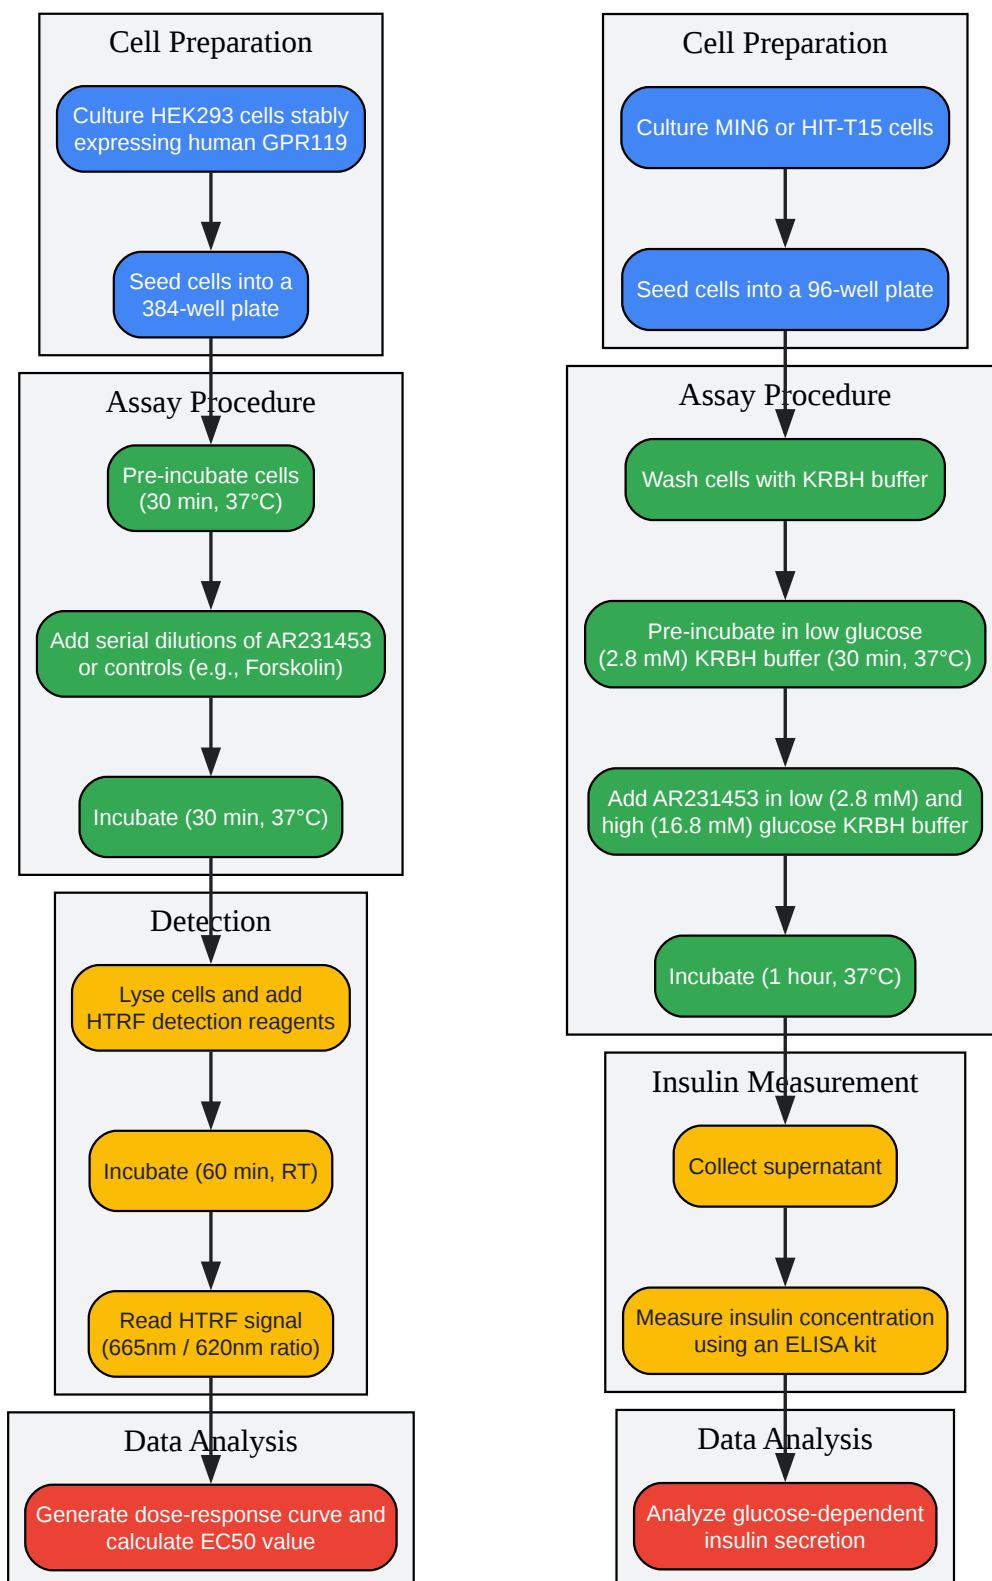 Cell Preparation
Culture HEK293 cells stably
expressing human GPR119
Seed cells into a
384-well plate
Assay Procedure
Pre-incubate cells
(30 min, 37°C)
Add serial dilutions of AR231453
or controls (e.g., Forskolin)
Incubate (30 min, 37°C)
Detection
Lyse cells and add
HTRF detection reagents
Incubate (60 min, RT)
Read HTRF signal
(665nm / 620nm ratio)
Data Analysis
Generate dose-response curve and
calculate EC50 value
Cell Preparation
Culture MIN6 or HIT-T15 cells
Seed cells into a 96-well plate
Assay Procedure
Wash cells with KRBH buffer
Pre-incubate in low glucose
(2.8 mM) KRBH buffer (30 min, 37°C)
Add AR231453 in low (2.8 mM) and
high (16.8 mM) glucose KRBH buffer
Incubate (1 hour, 37°C)
Insulin Measurement
Collect supernatant
Measure insulin concentration
using an ELISA kit
Data Analysis
Analyze glucose-dependent
insulin secretion